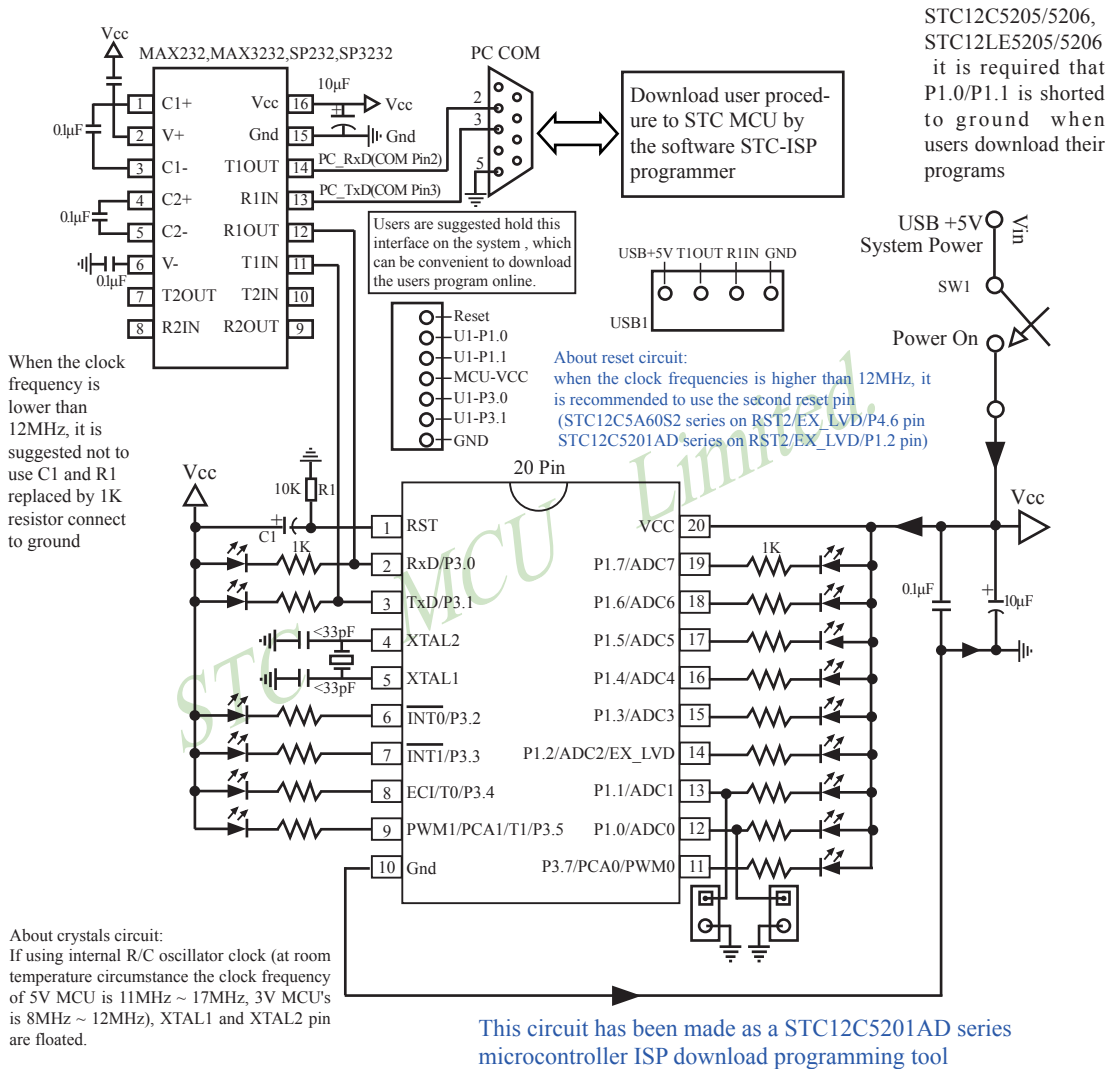 STC12C5205/5206,
STC12LE5205/5206
it is required that
P1.0/P1.1 is shorted
to ground when
users download their
programs
Vcc
MAX232,MAX3232,SP232,SP3232
PC COM
1 C1+
2 V+
3 C1-
4 C2+
5 C2-
6 V-
7 T2OUT
8 R2IN
Vcc 16
Gnd 15
T1OUT 14
R1IN 13
R1OUT 12
T1IN 11
T2IN 10
R2OUT 9
0.1μF
0.1μF
0.1μF
10μF
Vcc
Gnd
PC_RxD(COM Pin2)
PC_TxD(COM Pin3)
2
3
5
Download user proced-
ure to STC MCU by
the software STC-ISP
programmer
Users are suggested hold this
interface on the system , which
can be convenient to download
the users program online.
Reset
U1-P1.0
U1-P1.1
MCU-VCC
U1-P3.0
U1-P3.1
GND
USB+5V T1OUT R1IN GND
USB1
USB +5V
System Power
Vin
SW1
Power On
About reset circuit:
when the clock frequencies is higher than 12MHz, it
is recommended to use the second reset pin
(STC12C5A60S2 series on RST2/EX_LVD/P4.6 pin
STC12C5201AD series on RST2/EX_LVD/P1.2 pin)
When the clock
frequency is
lower than
12MHz, it is
suggested not to
use C1 and R1
replaced by 1K
resistor connect
to ground
Vcc
10K R1
C1
1K
<33pF
<33pF
20 Pin
1 RST
2 RxD/P3.0
3 TxD/P3.1
4 XTAL2
5 XTAL1
6 INT0/P3.2
7 INT1/P3.3
8 ECI/T0/P3.4
9 PWM1/PCA1/T1/P3.5
10 Gnd
VCC 20
P1.7/ADC7 19
P1.6/ADC6 18
P1.5/ADC5 17
P1.4/ADC4 16
P1.3/ADC3 15
P1.2/ADC2/EX_LVD 14
P1.1/ADC1 13
P1.0/ADC0 12
P3.7/PCA0/PWM0 11
1K
Vcc
0.1μF
10μF
STC MCU Limited.
About crystals circuit:
If using internal R/C oscillator clock (at room
temperature circumstance the clock frequency
of 5V MCU is 11MHz ~ 17MHz, 3V MCU's
is 8MHz ~ 12MHz), XTAL1 and XTAL2 pin
are floated.
This circuit has been made as a STC12C5201AD series
microcontroller ISP download programming tool